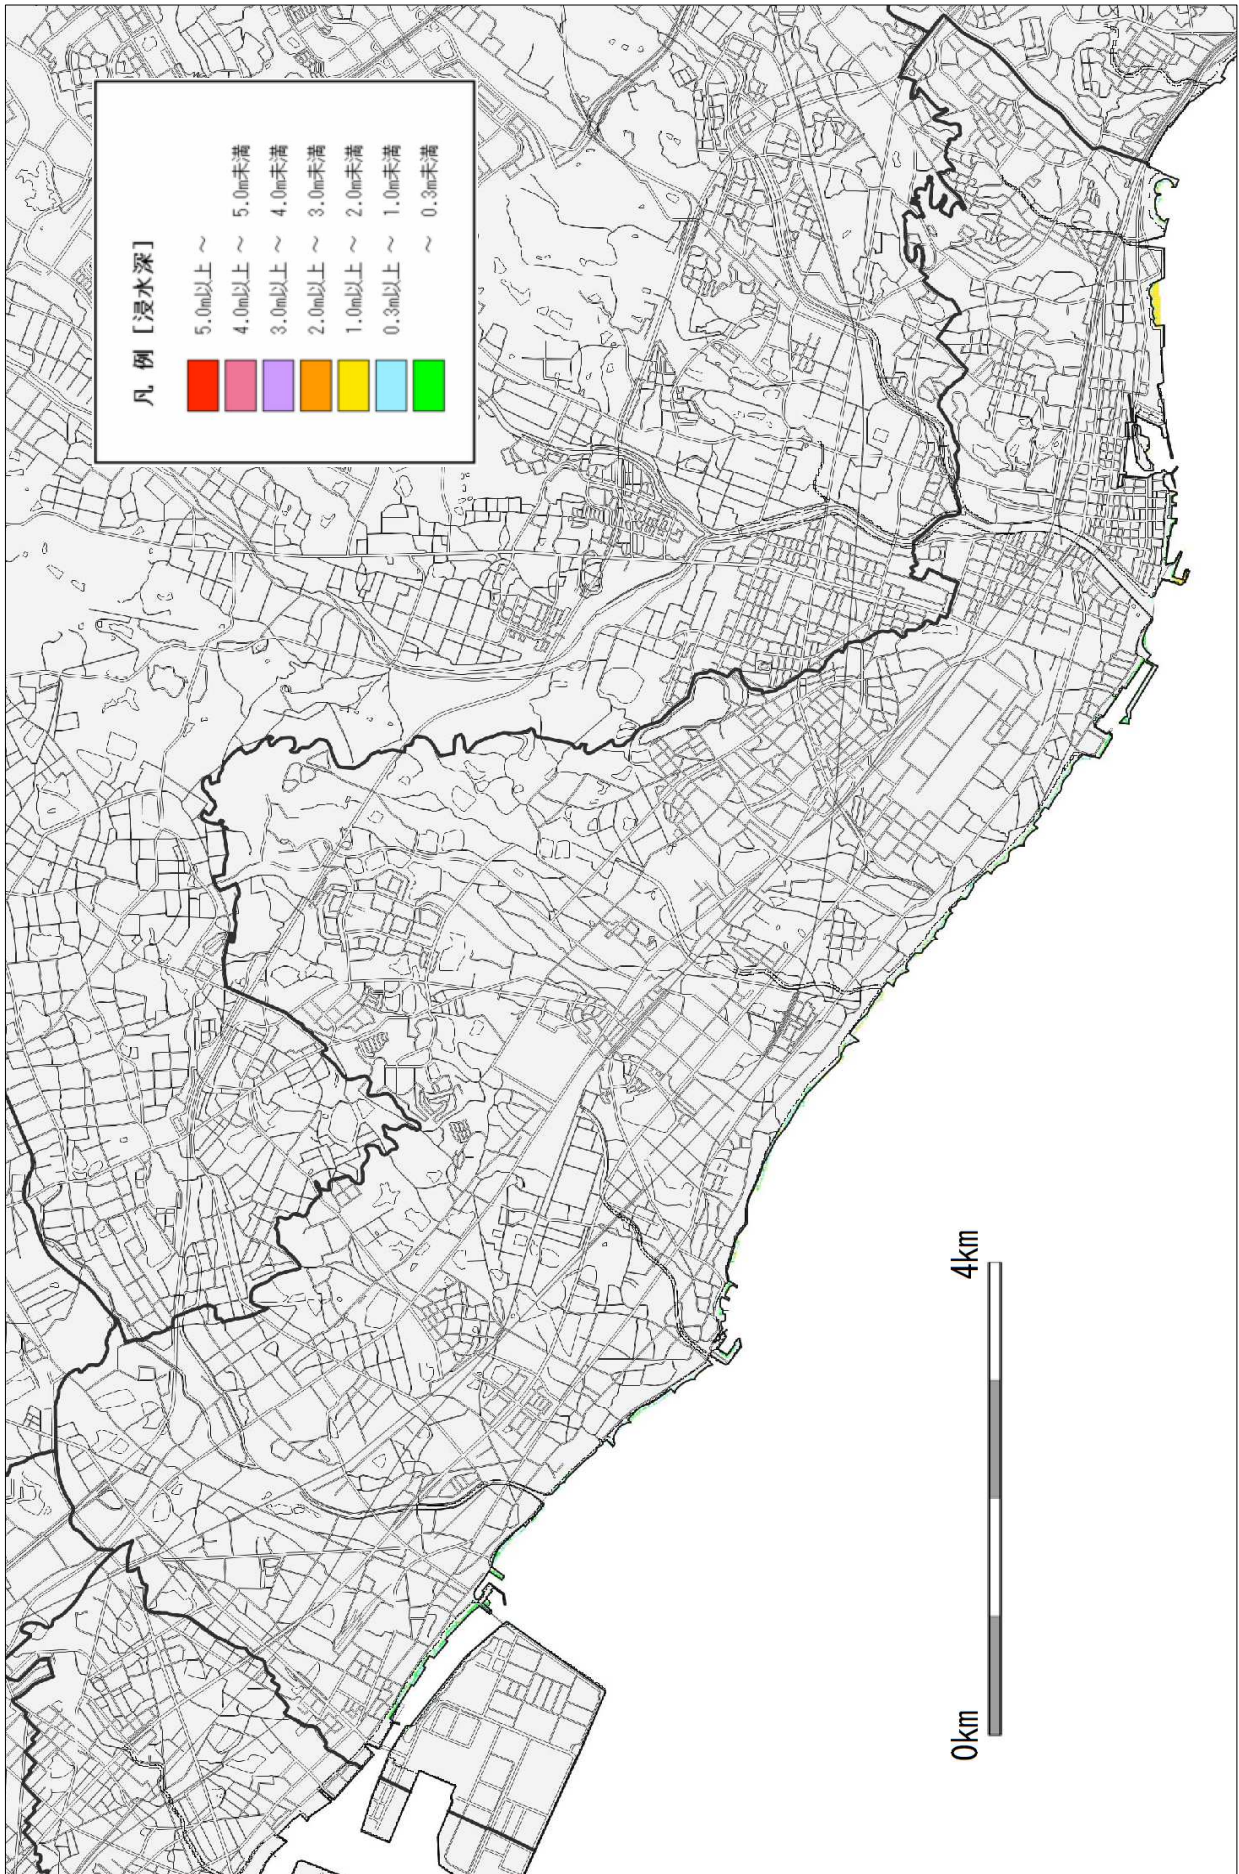 凡 例 [浸水深]
5.0m以上 ～
4.0m以上 ～ 5.0m未満
3.0m以上 ～ 4.0m未満
2.0m以上 ～ 3.0m未満
1.0m以上 ～ 2.0m未満
0.3m以上 ～ 1.0m未満
～ 0.3m未満
0km 4km